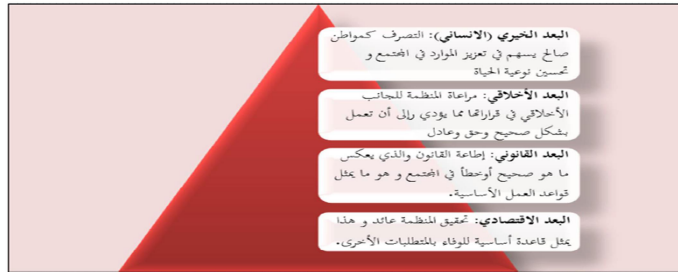 البعد الخيري (الانساني): التصرف كمواطن
صالح يسهم في تعزيز الموارد في المجتمع و
تحسين نوعية الحياة
البعد الأخلاقي: مراعاة المنظمة للجانب
الأخلاقي في قراراتها مما يؤدي رإلى أن تعمل
بشكل صحيح وحق وعادل
البعد القانوني: إطاعة القانون والذي يعكس
ما هو صحيح أوخطأ في المجتمع و هو ما يمثل
قواعد العمل الأساسية.
البعد الاقتصادي: تحقيق المنظمة عائد و هذا
يمثل قاعدة أساسية للوفاء بالمتطلبات الأخرى.